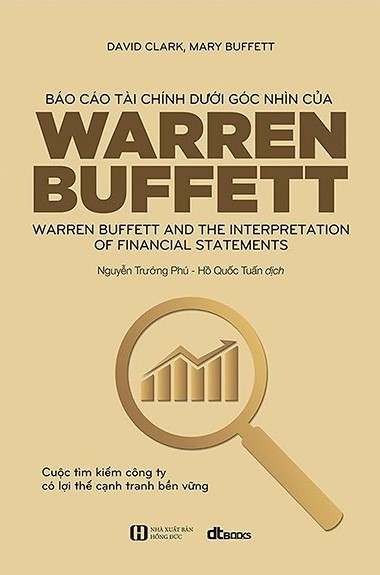 DAVID CLARK, MARY BUFFETT
BÁO CÁO TÀI CHÍNH DƯỚI GÓC NHÌN CỦA
WARREN
BUFFETT
WARREN BUFFETT AND THE INTERPRETATION
OF FINANCIAL STATEMENTS
Nguyễn Trường Phú - Hồ Quốc Tuấn dịch
Cuộc tìm kiếm công ty
có lợi thế cạnh tranh bền vững
NHÀ XUẤT BẢN
HỒNG ĐỨC
dtBOOKS